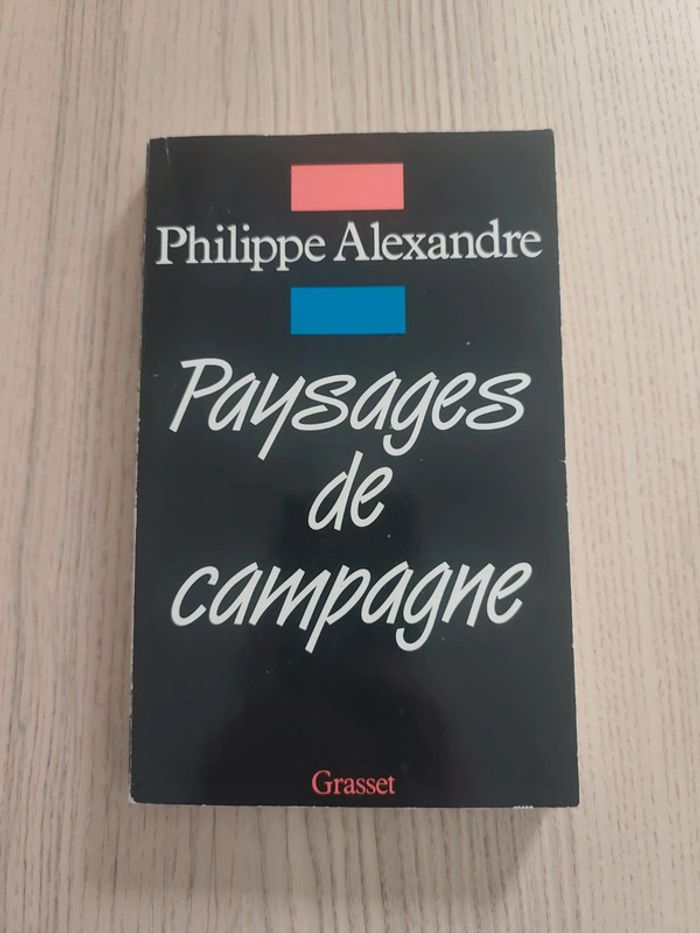 Philippe Alexandre
Paysages
de
campagne
Grasset